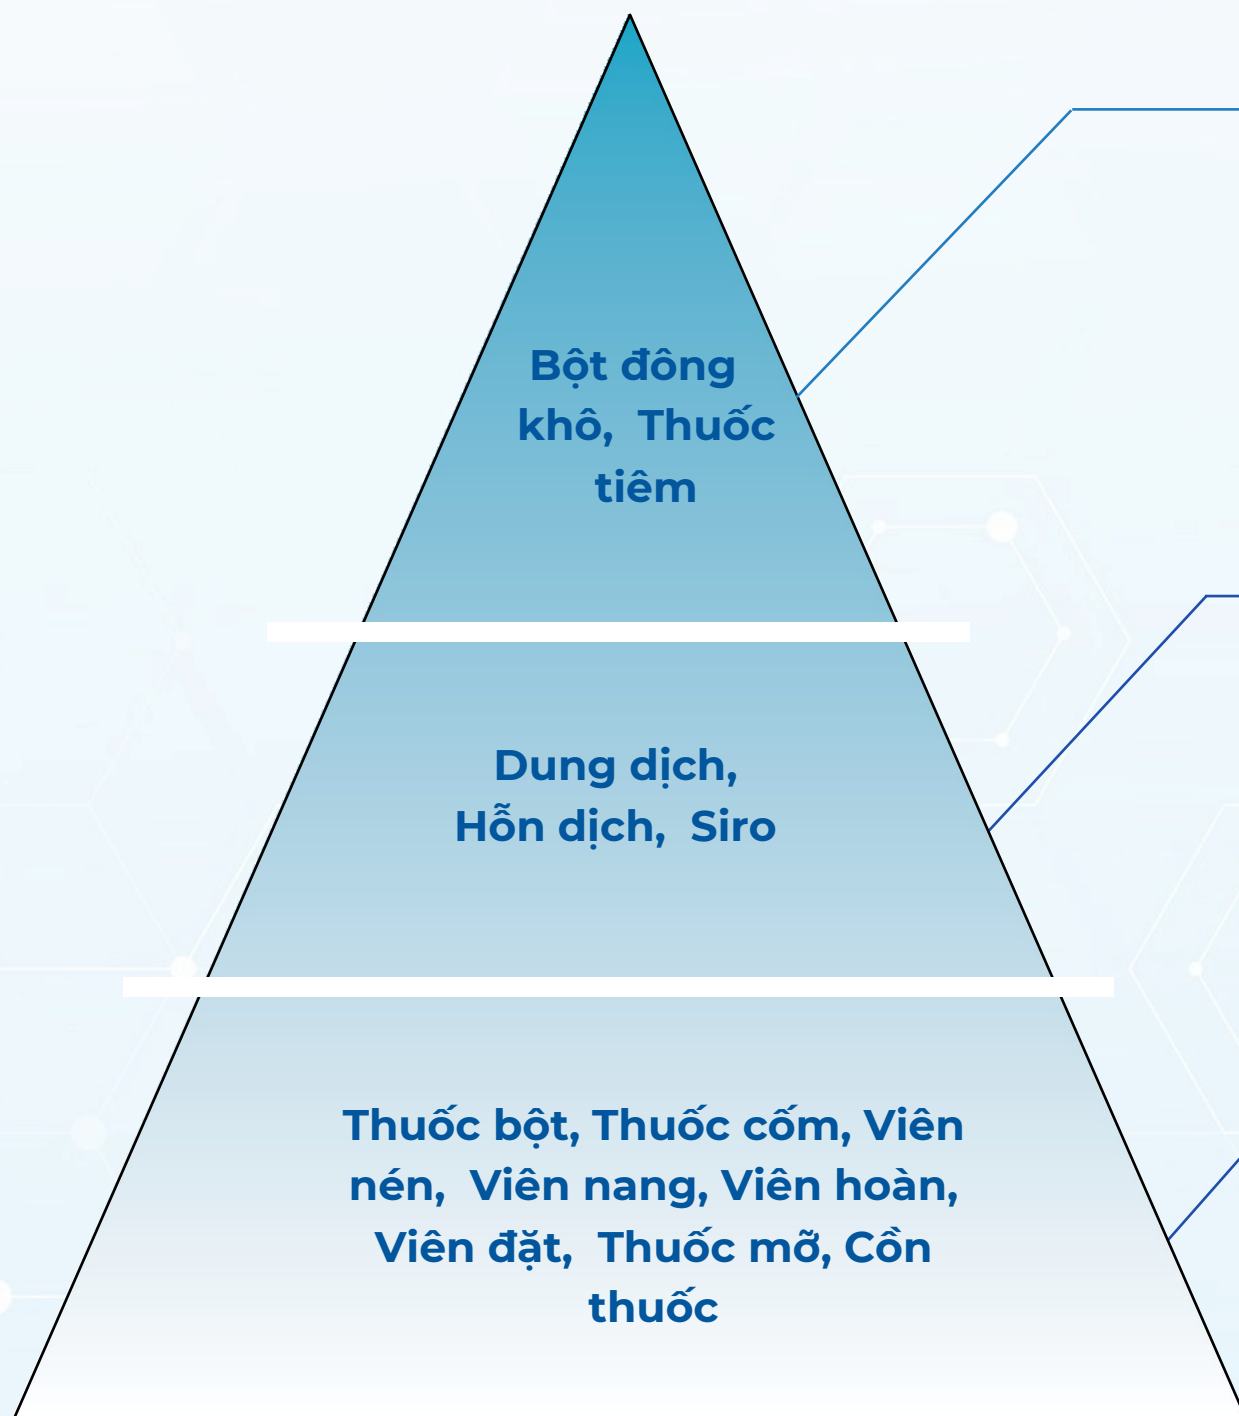 Bột đông
khô, Thuốc
tiêm
Dung dịch,
Hỗn dịch, Siro
Thuốc bột, Thuốc cốm, Viên
nén, Viên nang, Viên hoàn,
Viên đặt, Thuốc mỡ, Cồn
thuốc